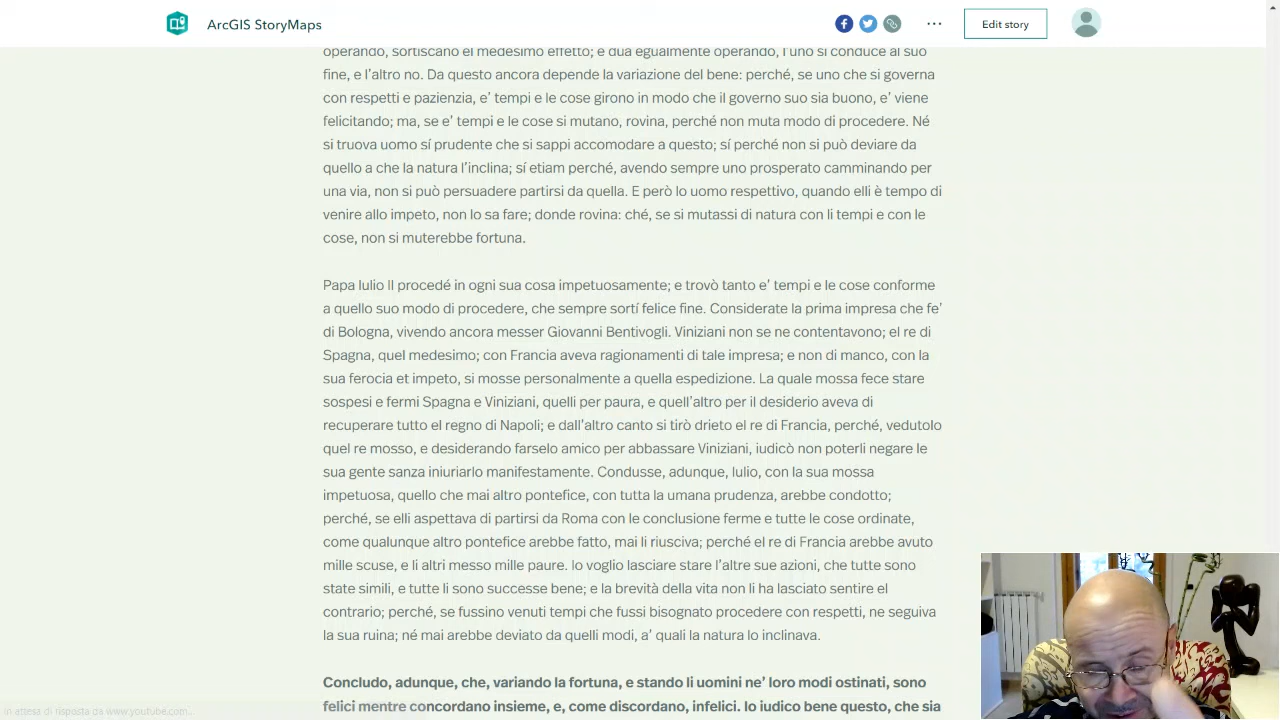 ArcGIS StoryMaps
Edit story
operando, sortiscano el medesimo effetto; e dua egualmente operando, l’uno si conduce al suo
fine, e l’altro no. Da questo ancora depende la variazione del bene: perché, se uno che si governa
con respetti e pazienzia, e’ tempi e le cose girono in modo che il governo suo sia buono, e’ viene
felicitando; ma, se e’ tempi e le cose si mutano, rovina, perché non muta modo di procedere. Né
si truova uomo sí prudente che si sappi accomodare a questo; sí perché non si può deviare da
quello a che la natura l’inclina; sí etiam perché, avendo sempre uno prosperato camminando per
una via, non si può persuadere partirsi da quella. E però lo uomo respettivo, quando elli è tempo di
venire allo impeto, non lo sa fare; donde rovina: ché, se si mutassi di natura con li tempi e con le
cose, non si muterebbe fortuna.
Papa Iulio II procedé in ogni sua cosa impetuosamente; e trovò tanto e’ tempi e le cose conforme
a quello suo modo di procedere, che sempre sortí felice fine. Considerate la prima impresa che fe’
di Bologna, vivendo ancora messer Giovanni Bentivogli. Viniziani non se ne contentavono; el re di
Spagna, quel medesimo; con Francia aveva ragionamenti di tale impresa; e non di manco, con la
sua ferocia et impeto, si mosse personalmente a quella espedizione. La quale mossa fece stare
sospesi e fermi Spagna e Viniziani, quelli per paura, e quell’altro per il desiderio aveva di
recuperare tutto el regno di Napoli; e dall’altro canto si tirò drieto el re di Francia, perché, vedutolo
quel re mosso, e desiderando farselo amico per abbassare Viniziani, iudicò non poterli negare le
sua gente sanza iniuriarlo manifestamente. Condusse, adunque, Iulio, con la sua mossa
impetuosa, quello che mai altro pontefice, con tutta la umana prudenza, arebbe condotto;
perché, se elli aspettava di partirsi da Roma con le conclusione ferme e tutte le cose ordinate,
come qualunque altro pontefice arebbe fatto, mai li riusciva; perché el re di Francia arebbe avuto
mille scuse, e li altri messo mille paure. Io voglio lasciare stare l’altre sue azioni, che tutte sono
state simili, e tutte li sono successe bene; e la brevità della vita non li ha lasciato sentire el
contrario; perché, se fussino venuti tempi che fussi bisognato procedere con respetti, ne seguiva
la sua ruina; né mai arebbe deviato da quelli modi, a’ quali la natura lo inclinava.
Concludo, adunque, che, variando la fortuna, e stando li uomini ne’ loro modi ostinati, sono
felici mentre concordano insieme, e, come discordano, infelici. Io iudico bene questo, che sia
in attesa di risposta da www.youtube.com...